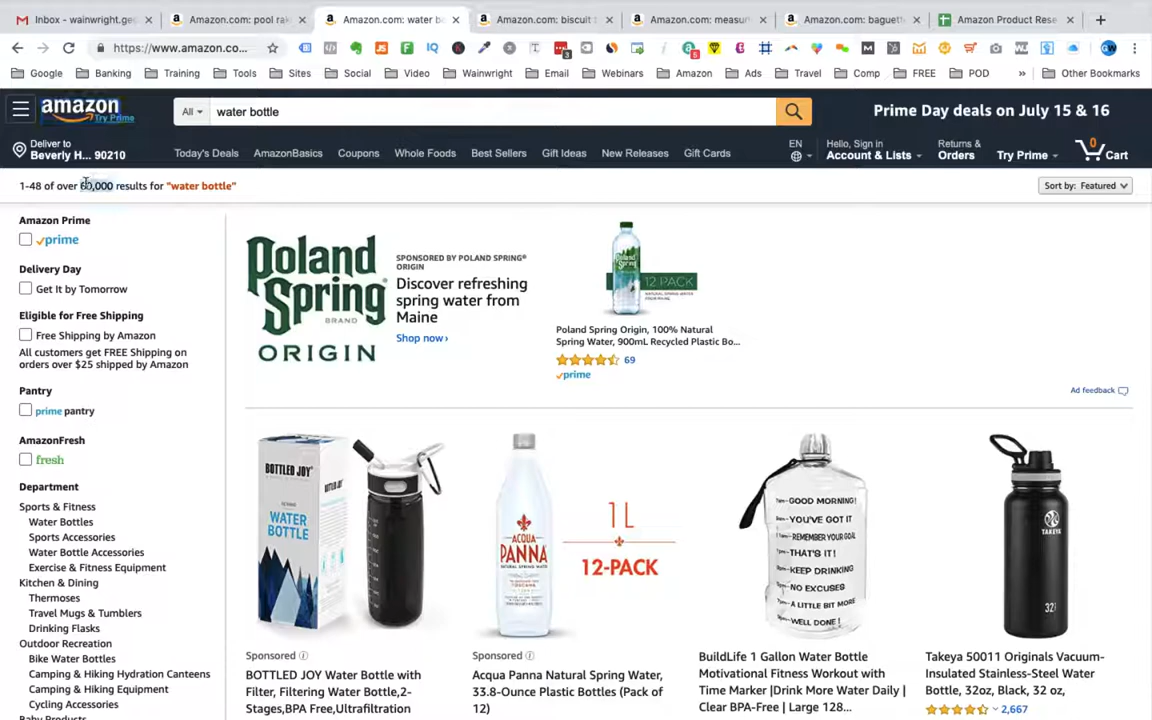 Inbox - wainwright.geo
Amazon.com: pool rak
Amazon.com: water bo
Amazon.com: biscuit
Amazon.com: measur
Amazon.com: baguett
Amazon Product Rese
https://www.amazon.co...
Google
Banking
Training
Tools
Sites
Social
Video
Wainwright
Email
Webinars
Amazon
Ads
Travel
Comp
FREE
POD
»
Other Bookmarks
amazon
Try Prime
All
water bottle
Prime Day deals on July 15 & 16
Deliver to
Beverly H... 90210
Today's Deals
AmazonBasics
Coupons
Whole Foods
Best Sellers
Gift Ideas
New Releases
Gift Cards
EN
Hello, Sign in
Account & Lists
Returns &
Orders
Try Prime
0
Cart
1-48 of over 60,000 results for "water bottle"
Sort by: Featured
Amazon Prime
prime
Delivery Day
Get It by Tomorrow
Eligible for Free Shipping
Free Shipping by Amazon
All customers get FREE Shipping on
orders over $25 shipped by Amazon
Pantry
prime pantry
AmazonFresh
fresh
Department
Sports & Fitness
Water Bottles
Sports Accessories
Water Bottle Accessories
Exercise & Fitness Equipment
Kitchen & Dining
Thermoses
Travel Mugs & Tumblers
Drinking Flasks
Outdoor Recreation
Bike Water Bottles
Camping & Hiking Hydration Canteens
Camping & Hiking Equipment
Cycling Accessories
Baby Products
Poland
Spring
BRAND
ORIGIN
SPONSORED BY POLAND SPRING®
ORIGIN
Discover refreshing
spring water from
Maine
Shop now ›
12 PACK
Poland Spring Origin, 100% Natural
Spring Water, 900mL Recycled Plastic Bo...
69
prime
Ad feedback
BOTTLED JOY
WATER
BOTTLE
Sponsored
BOTTLED JOY Water Bottle with
Filter, Filtering Water Bottle,2-
Stages,BPA Free,Ultrafiltration
ACQUA
PANNA
1 L
12-PACK
Sponsored
Acqua Panna Natural Spring Water,
33.8-Ounce Plastic Bottles (Pack of
12)
GOOD MORNING!
YOU'VE GOT IT
REMEMBER YOUR GOAL
THAT'S IT!
KEEP DRINKING
NO EXCUSES
A LITTLE BIT MORE
WELL DONE!
BuildLife 1 Gallon Water Bottle
Motivational Fitness Workout with
Time Marker |Drink More Water Daily |
Clear BPA-Free | Large 128...
TAKEYA
32
Takeya 50011 Originals Vacuum-
Insulated Stainless-Steel Water
Bottle, 32oz, Black, 32 oz,
2,667